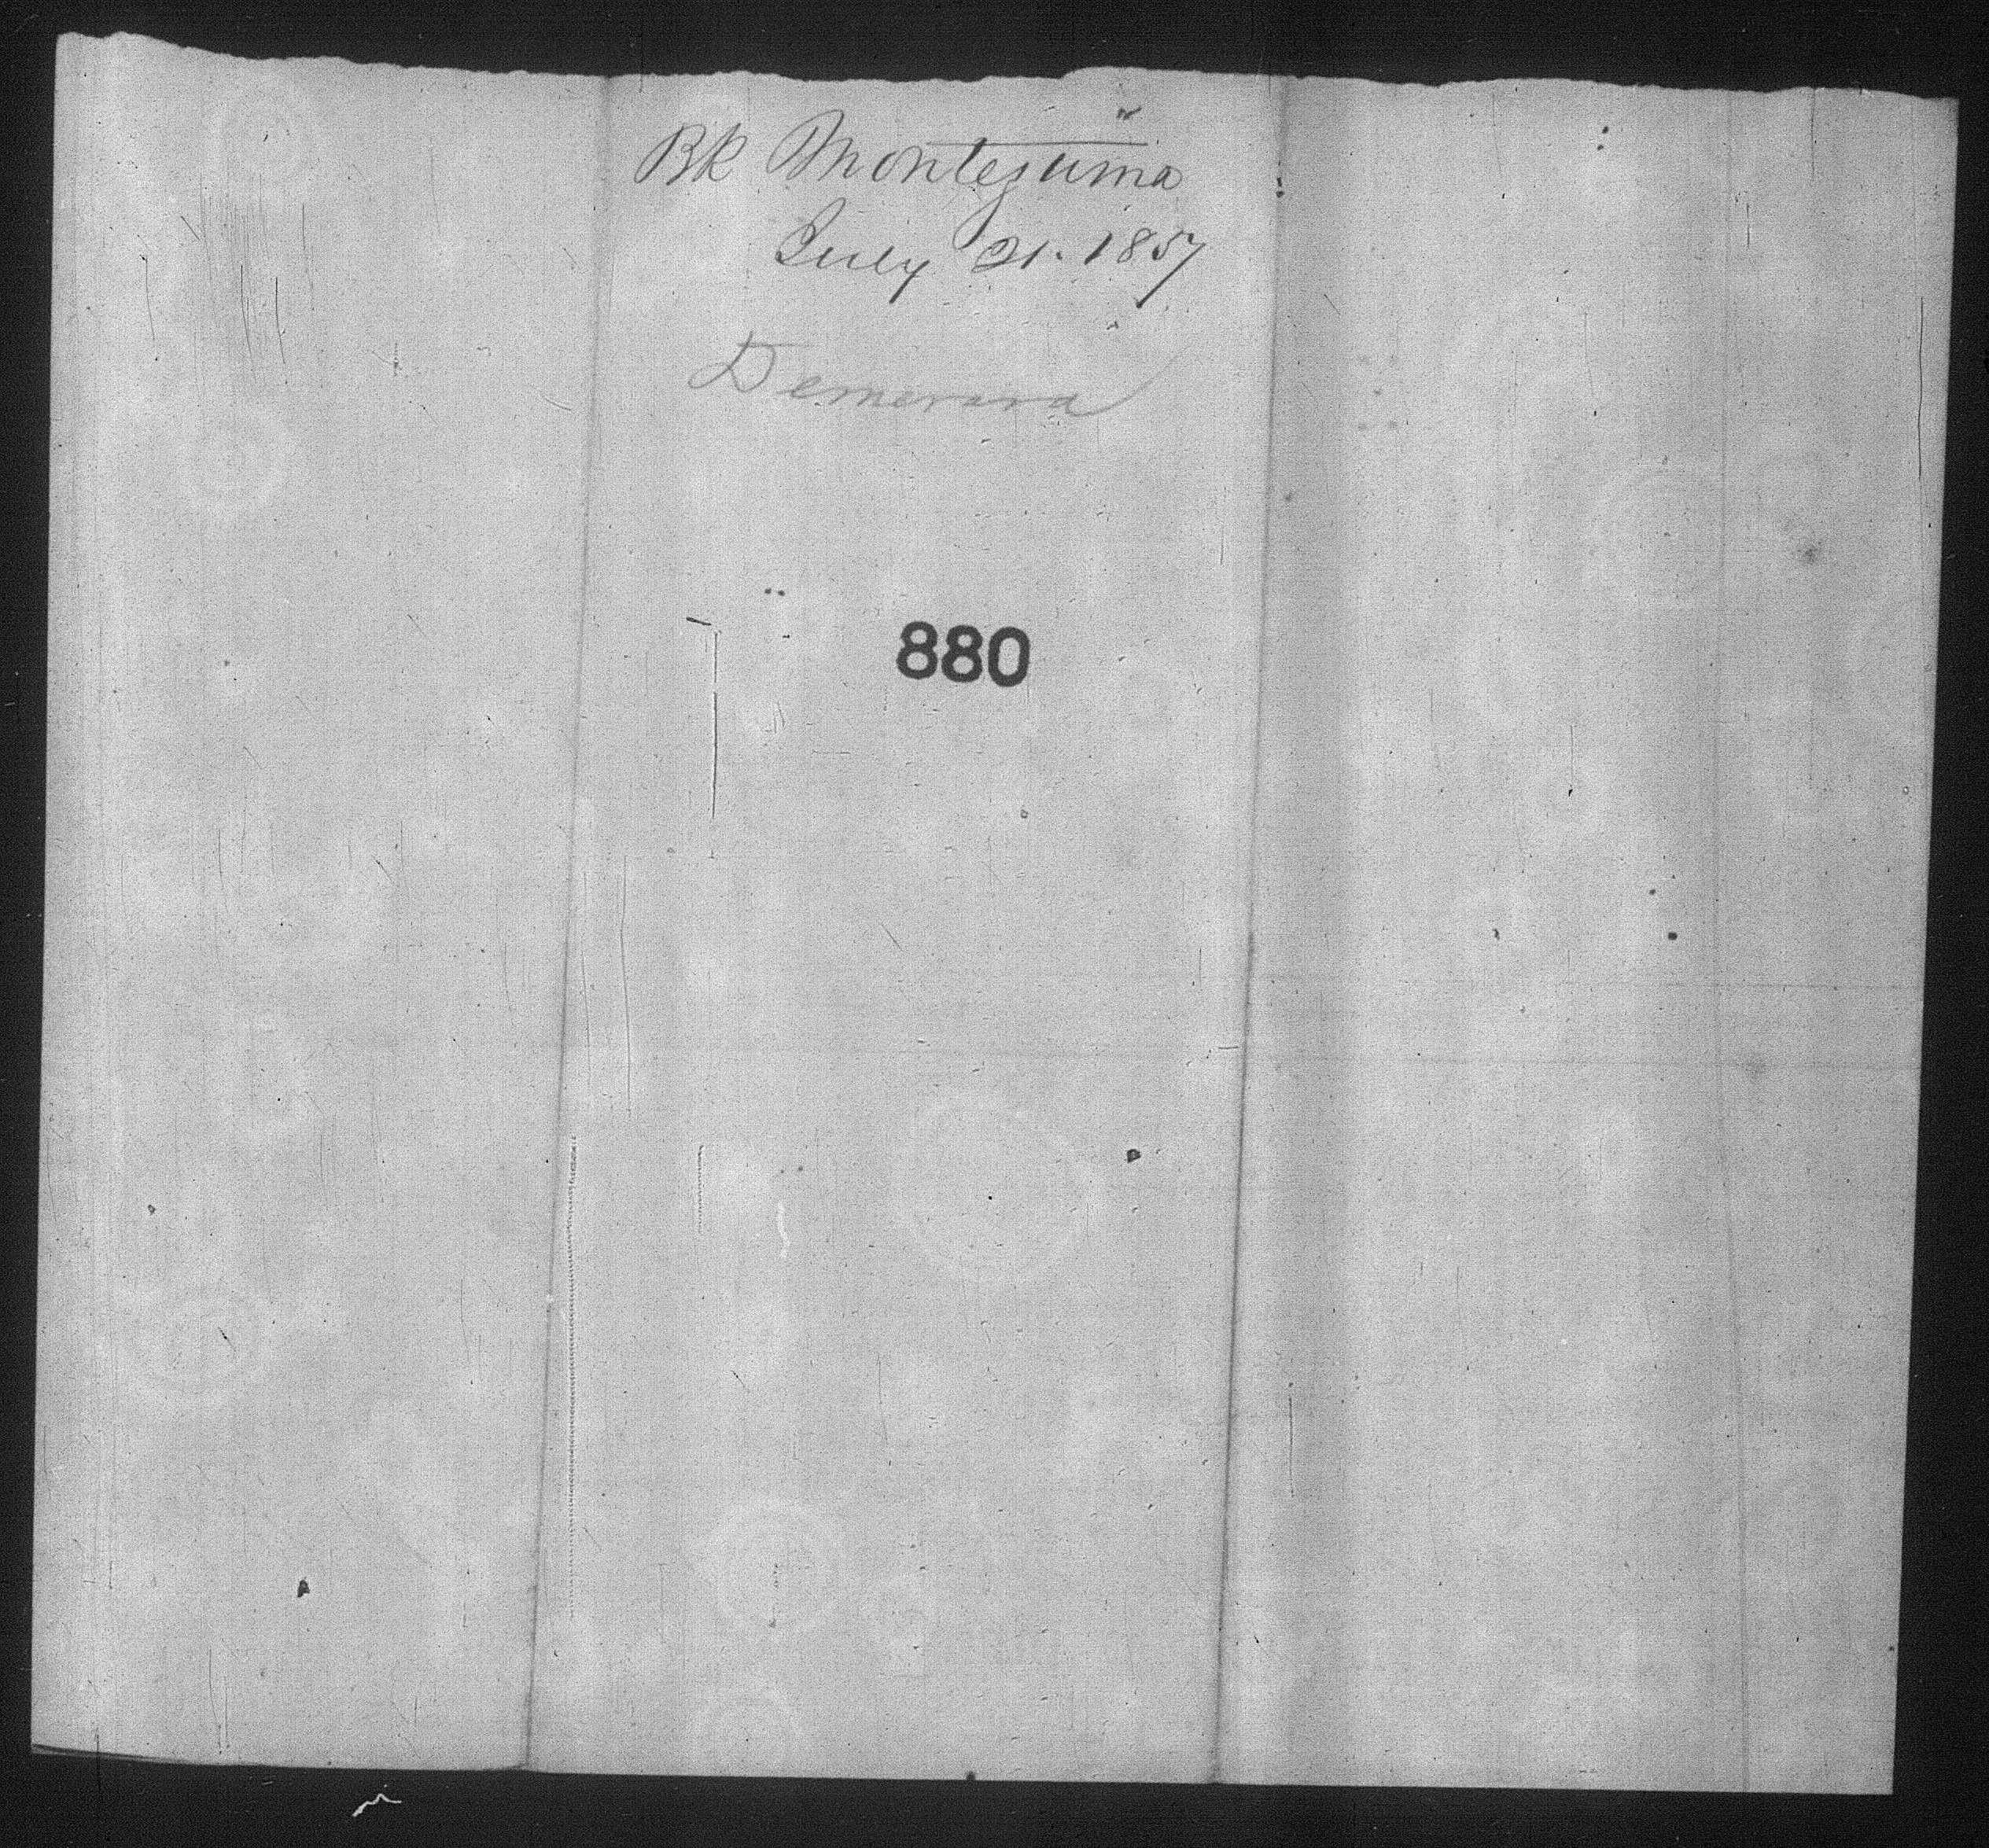 Bk Montezuma
July 21. 1857
Demerara
880